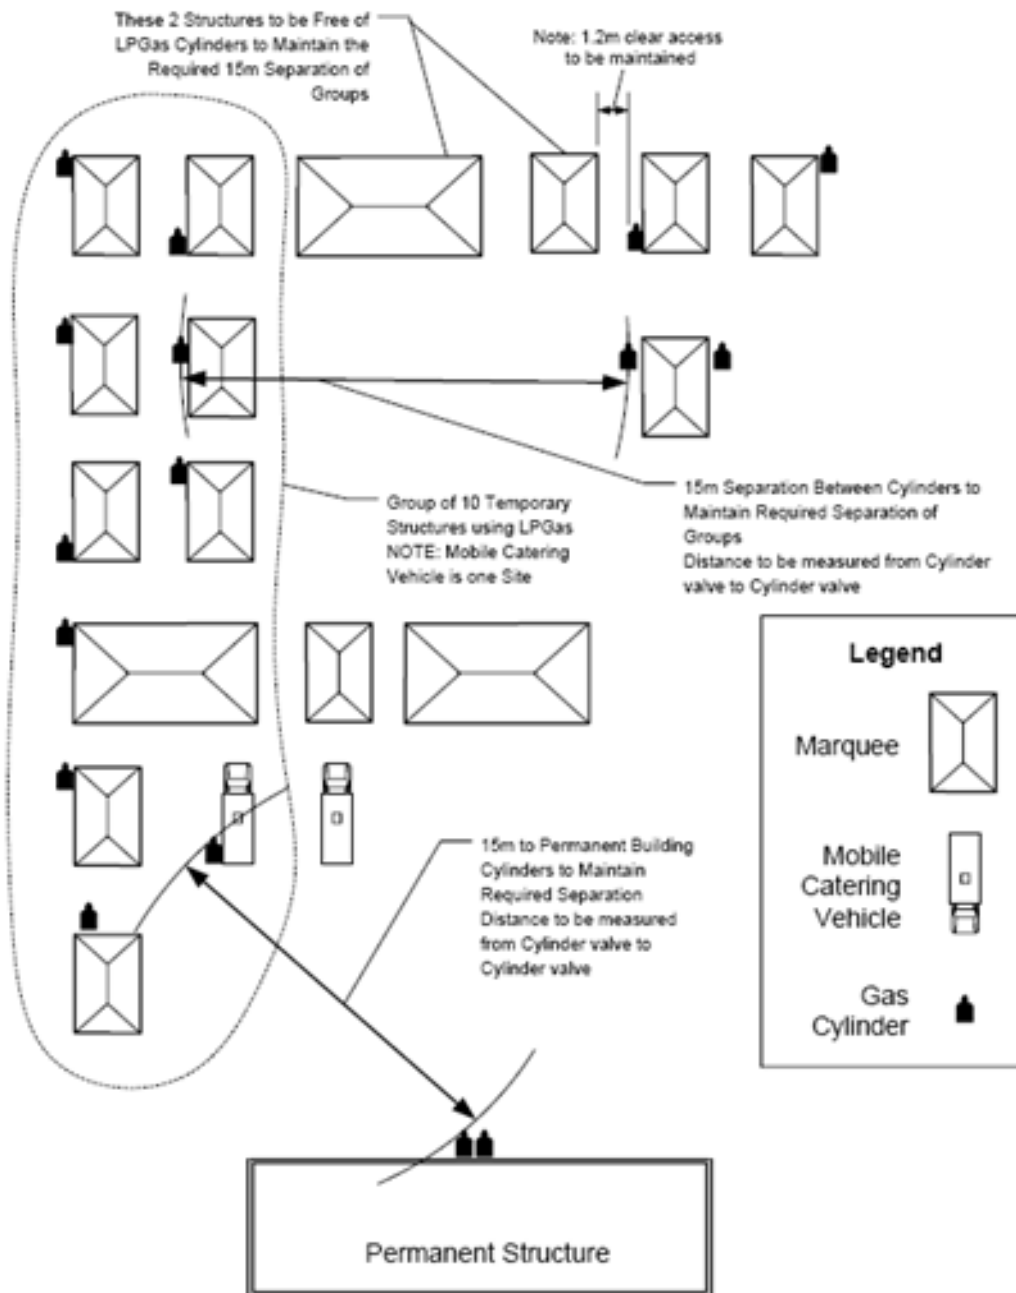 These 2 Structures to be Free of
LPGas Cylinders to Maintain the
Required 15m Separation of
Groups
Note: 1.2m clear access
to be maintained
Group of 10 Temporary
Structures using LPGas
NOTE: Mobile Catering
Vehicle is one Site
15m Separation Between Cylinders to
Maintain Required Separation of
Groups
Distance to be measured from Cylinder
valve to Cylinder valve
Legend
Marquee
Mobile
Catering
Vehicle
Gas
Cylinder
15m to Permanent Building
Cylinders to Maintain
Required Separation
Distance to be measured
from Cylinder valve to
Cylinder valve
Permanent Structure